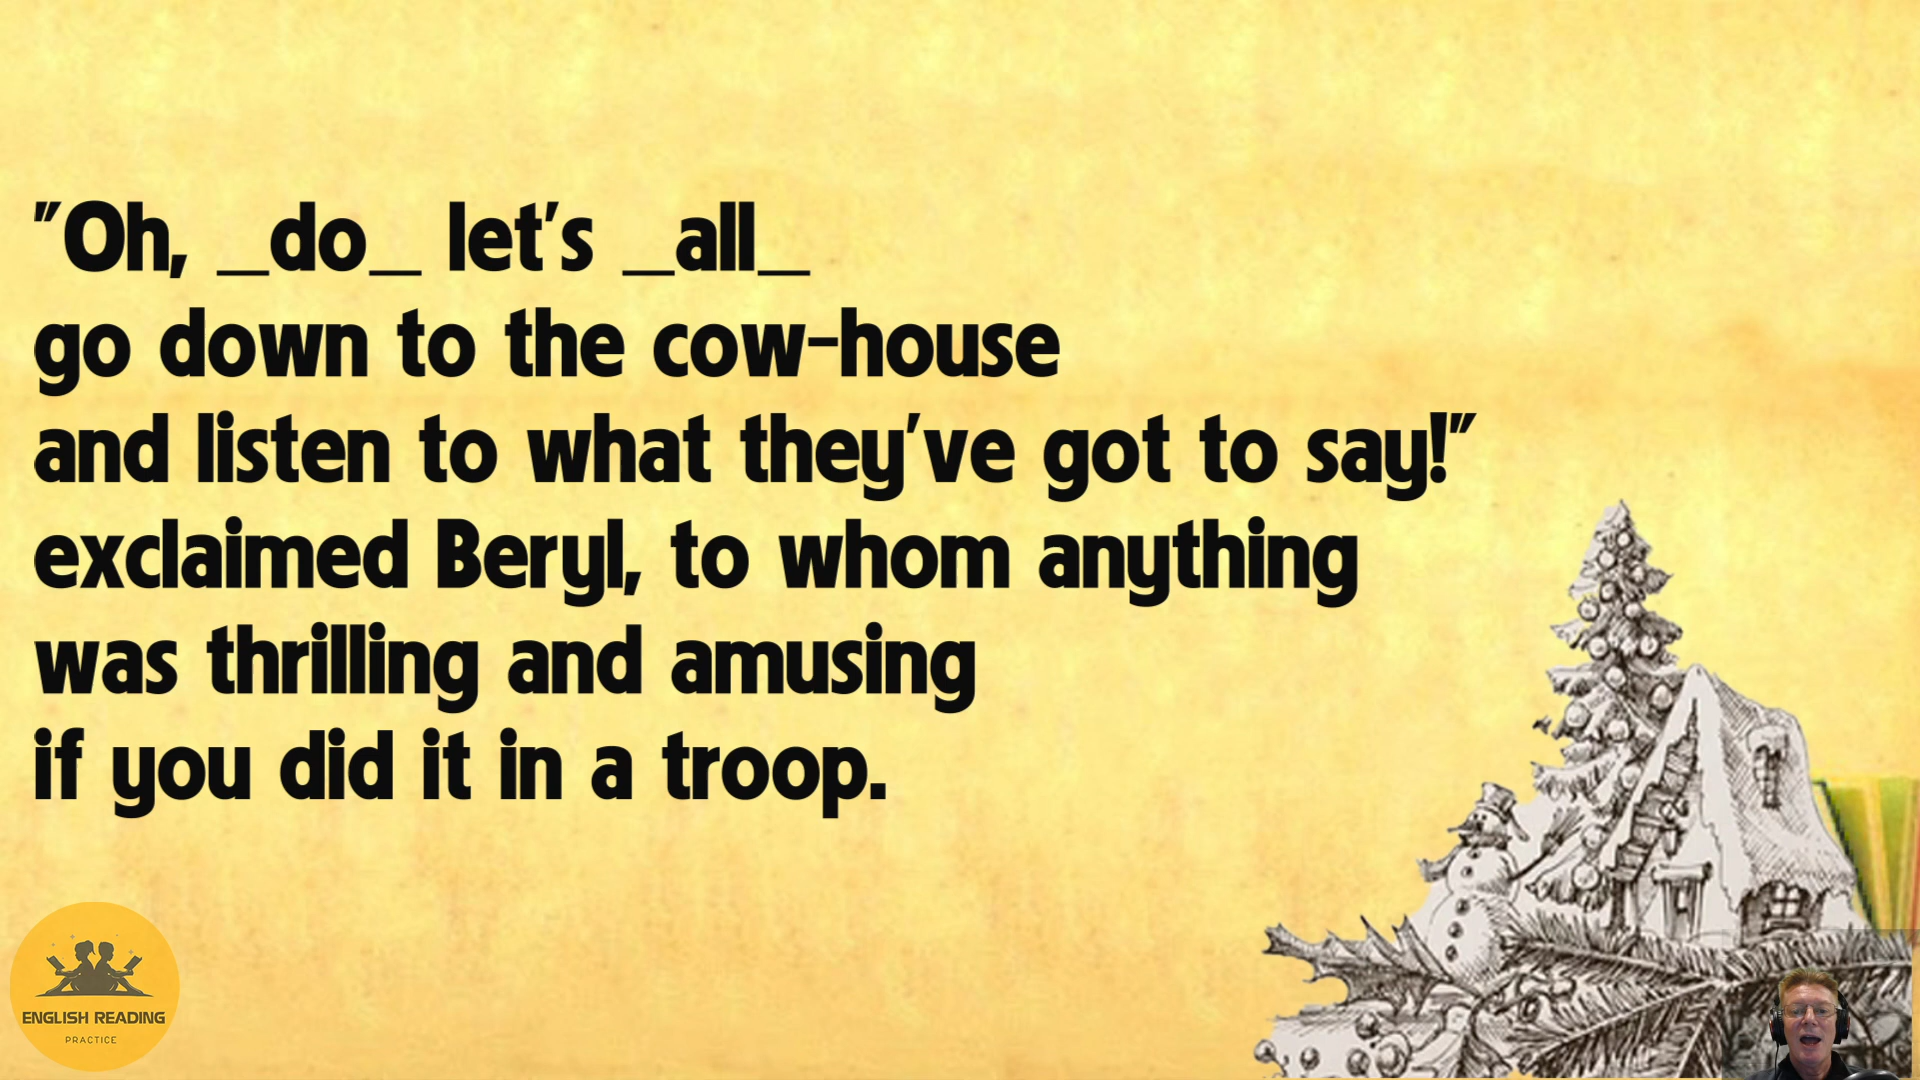 "Oh, _do_ let's _all_
go down to the cow-house
and listen to what they've got to say!"
exclaimed Beryl, to whom anything
was thrilling and amusing
if you did it in a troop.
ENGLISH READING
PRACTICE